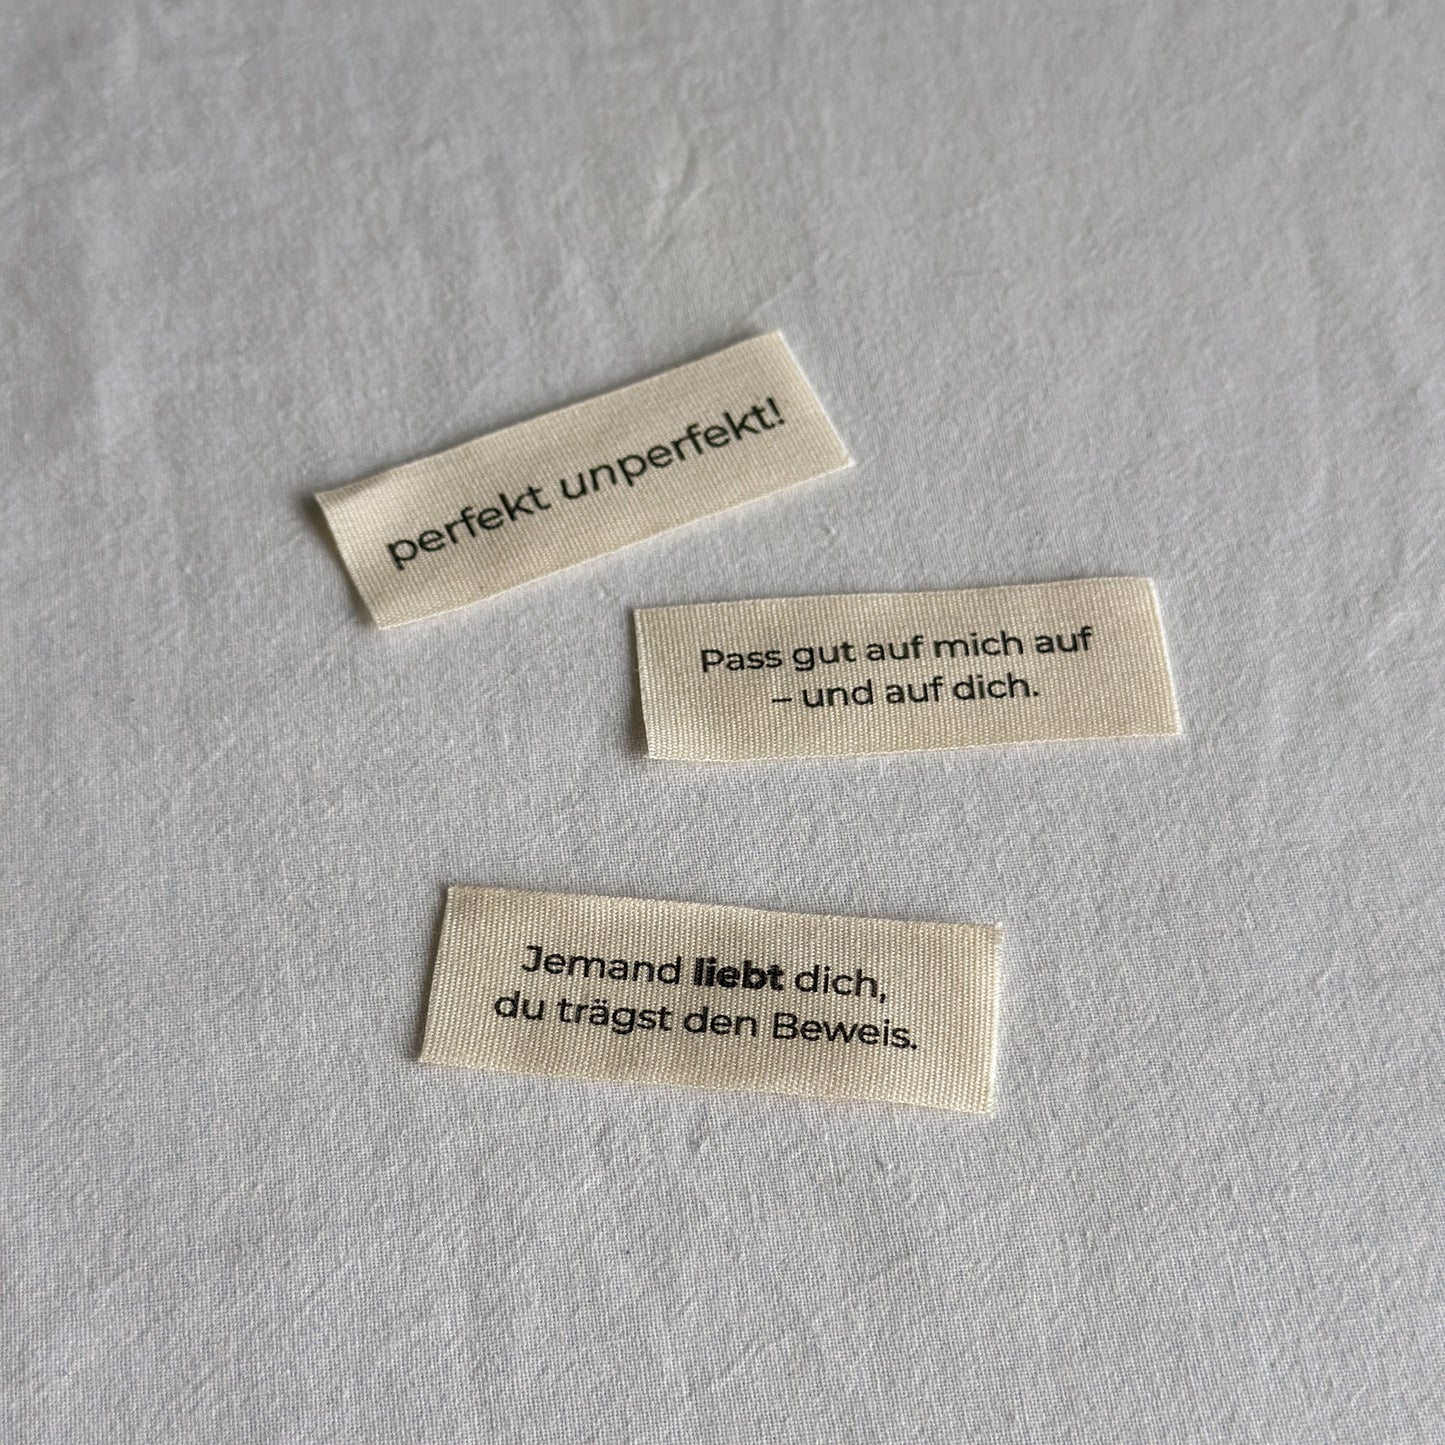 perfekt unperfekt!
Pass gut auf mich auf
– und auf dich.
Jemand liebt dich,
du trägst den Beweis.